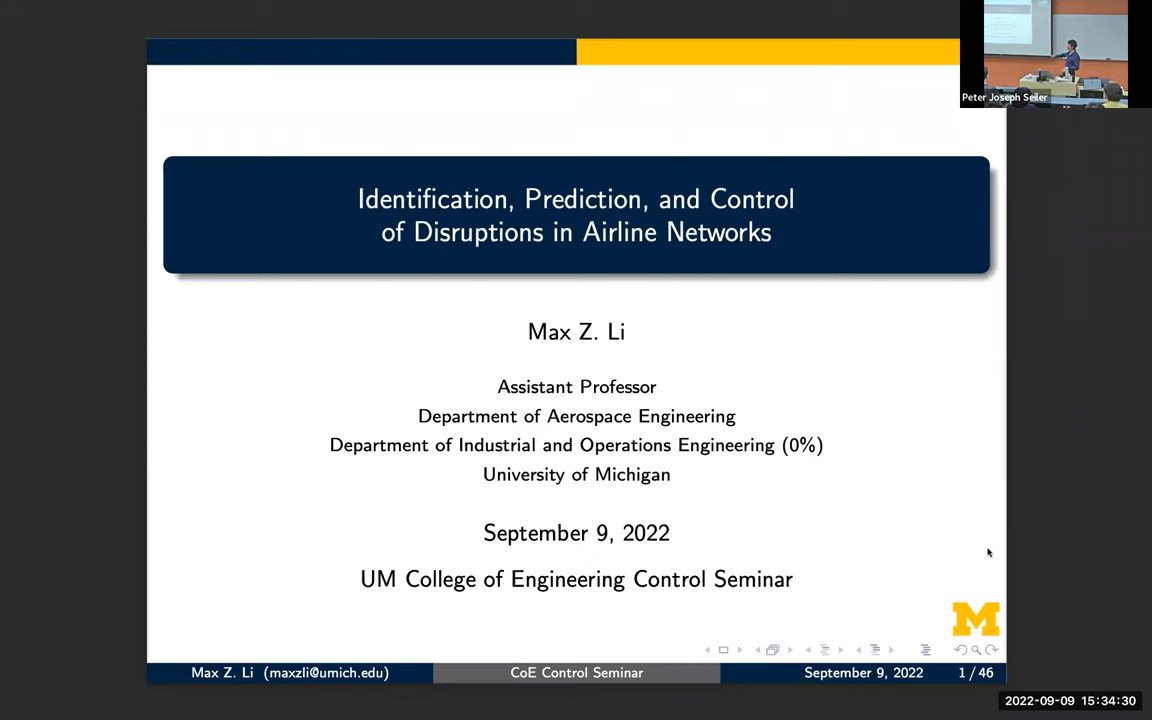 Peter Joseph Seiler
Identification, Prediction, and Control
of Disruptions in Airline Networks
Max Z. Li
Assistant Professor
Department of Aerospace Engineering
Department of Industrial and Operations Engineering (0%)
University of Michigan
September 9, 2022
UM College of Engineering Control Seminar
M
Max Z. Li (maxzli@umich.edu) CoE Control Seminar September 9, 2022 1 / 46
2022-09-09 15:34:30